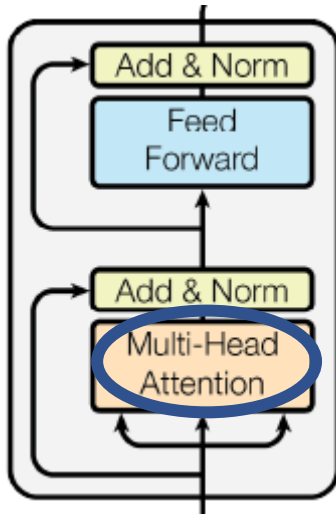 Add & Norm
Feed
Forward
Add & Norm
Multi-Head
Attention